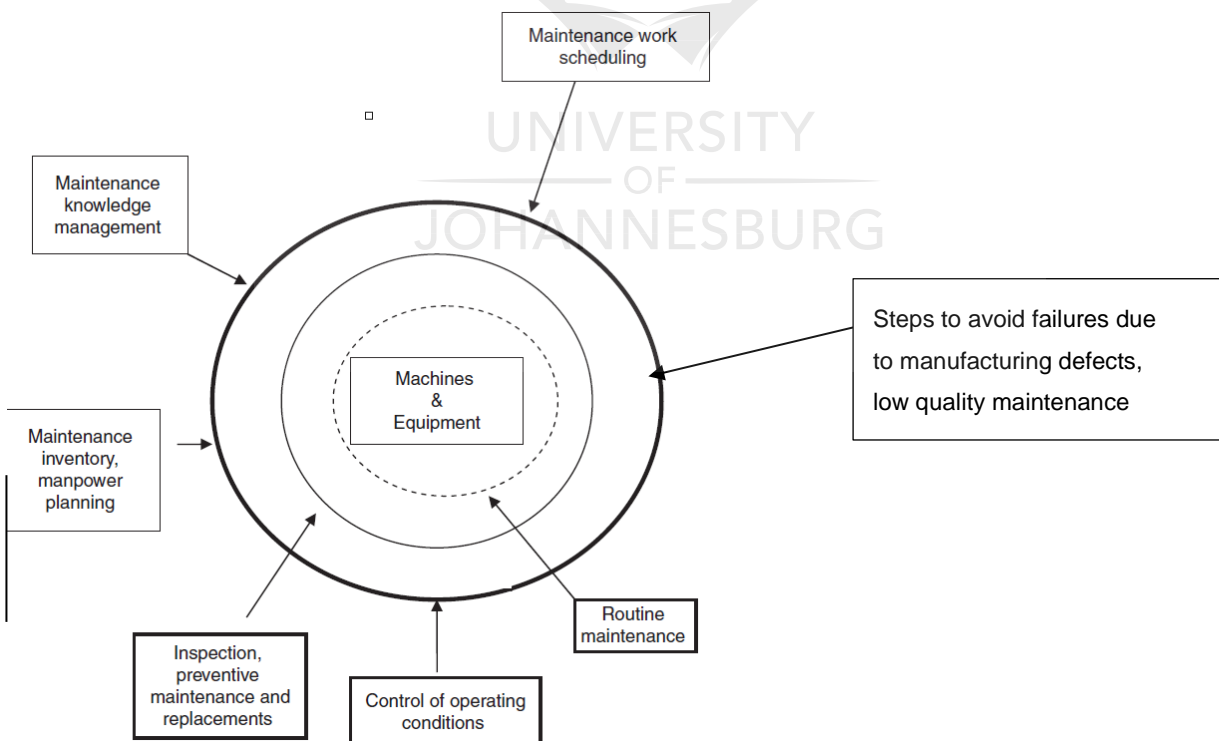 Maintenance work
scheduling
UNIVERSITY
OF
JOHANNESBURG
Maintenance
knowledge
management
Steps to avoid failures due
to manufacturing defects,
low quality maintenance
Machines
&
Equipment
Maintenance
inventory,
manpower
planning
Routine
maintenance
Inspection,
preventive
maintenance and
replacements
Control of operating
conditions